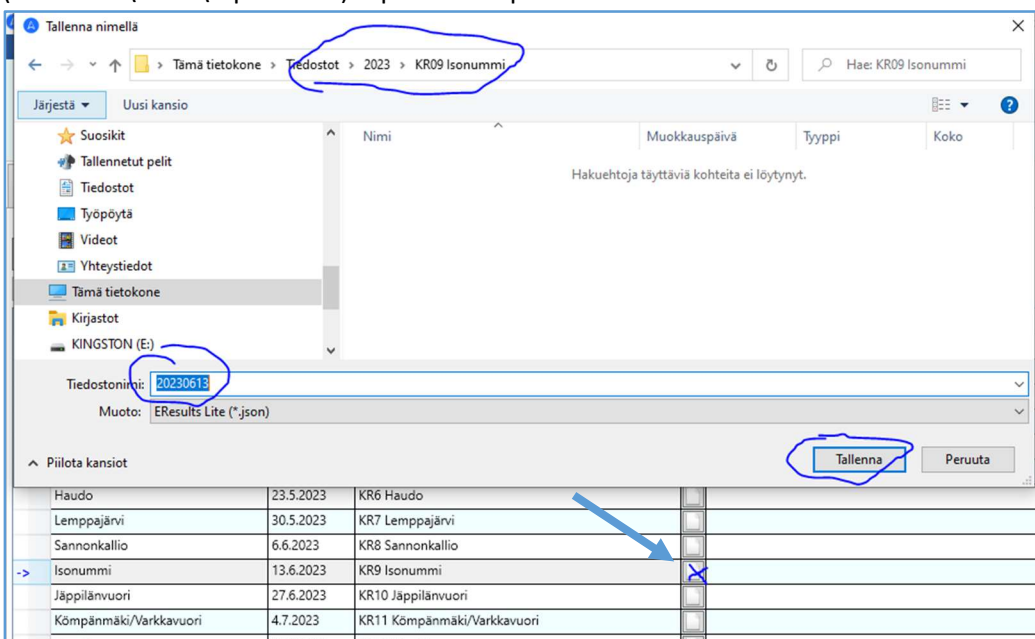 Tallenna nimellä
> Tämä tietokone > Tiedostot > 2023 > KR09 Isonummi
Hae: KR09 Isonummi
Järjestä Uusi kansio
Suosikit
Tallennetut pelit
Tiedostot
Työpöytä
Videot
Yhteystiedot
Tämä tietokone
Kirjastot
KINGSTON (E:)
Nimi Muokkauspäivä Tyyppi Koko
Hakuehtoja täyttäviä kohteita ei löytynyt.
Tiedostonimi: 20230613
Muoto: EResults Lite (*.json)
Piilota kansiot
Tallenna Peruuta
Haudo 23.5.2023 KR6 Haudo
Lemppajärvi 30.5.2023 KR7 Lemppajärvi
Sannonkallio 6.6.2023 KR8 Sannonkallio
-> Isonummi 13.6.2023 KR9 Isonummi
Jäppilänvuori 27.6.2023 KR10 Jäppilänvuori
Kömpänmäki/Varkkavuori 4.7.2023 KR11 Kömpänmäki/Varkkavuori